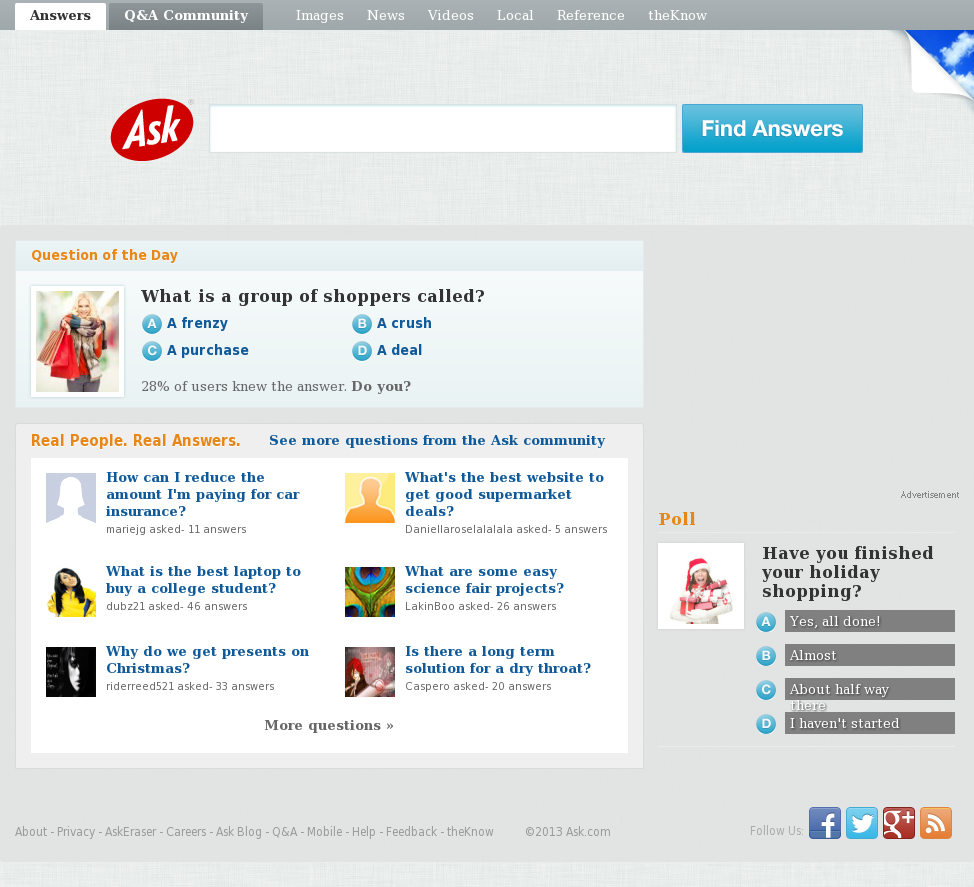 Answers Q&A Community Images News Videos Local Reference theKnow
Ask
Find Answers
Question of the Day
What is a group of shoppers called?
A A frenzy
B A crush
C A purchase
D A deal
28% of users knew the answer. Do you?
Real People. Real Answers. See more questions from the Ask community
How can I reduce the
amount I'm paying for car
insurance?
mariejg asked- 11 answers
What's the best website to
get good supermarket
deals?
Daniellaroselalalala asked- 5 answers
What is the best laptop to
buy a college student?
dubz21 asked- 46 answers
What are some easy
science fair projects?
LakinBoo asked- 26 answers
Why do we get presents on
Christmas?
riderreed521 asked- 33 answers
Is there a long term
solution for a dry throat?
Caspero asked- 20 answers
More questions »
Advertisement
Poll
Have you finished
your holiday
shopping?
A Yes, all done!
B Almost
C About half way
there
D I haven't started
About - Privacy - AskEraser - Careers - Ask Blog - Q&A - Mobile - Help - Feedback - theKnow ©2013 Ask.com
Follow Us: